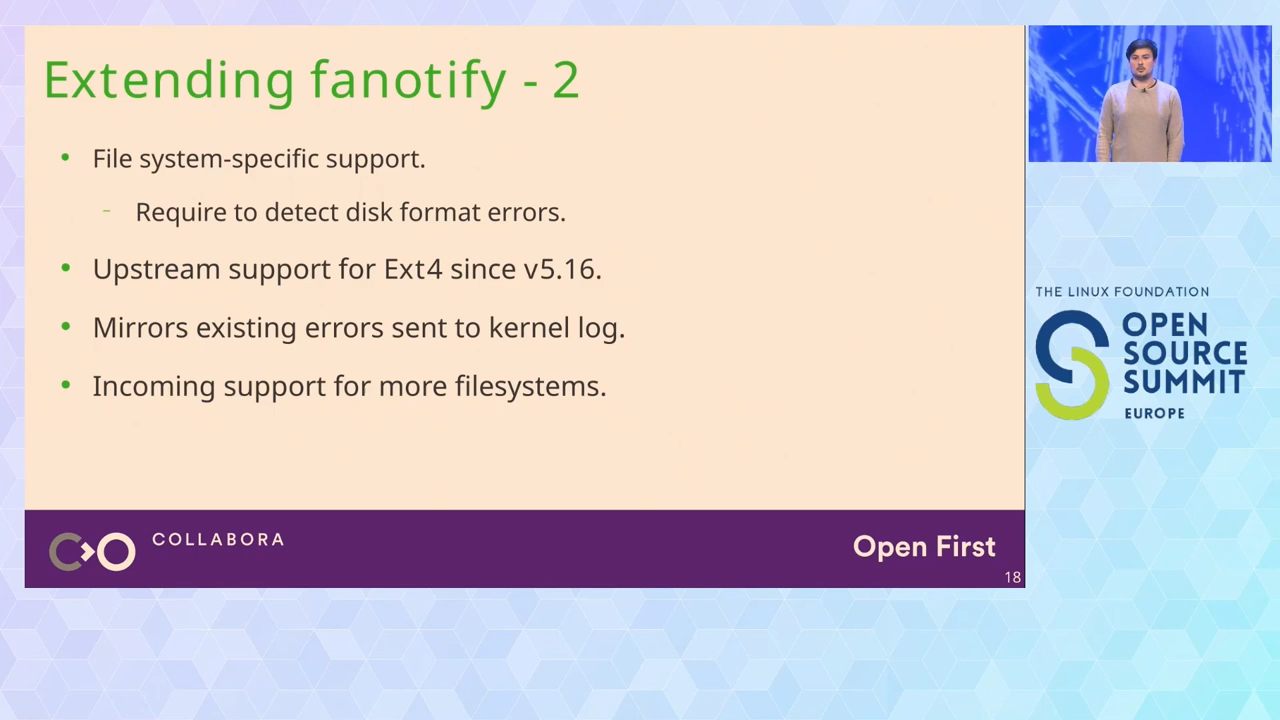 Extending fanotify - 2
File system-specific support.
Require to detect disk format errors.
Upstream support for Ext4 since v5.16.
Mirrors existing errors sent to kernel log.
Incoming support for more filesystems.
COLLABORA
Open First
18
THE LINUX FOUNDATION
OPEN
SOURCE
SUMMIT
EUROPE